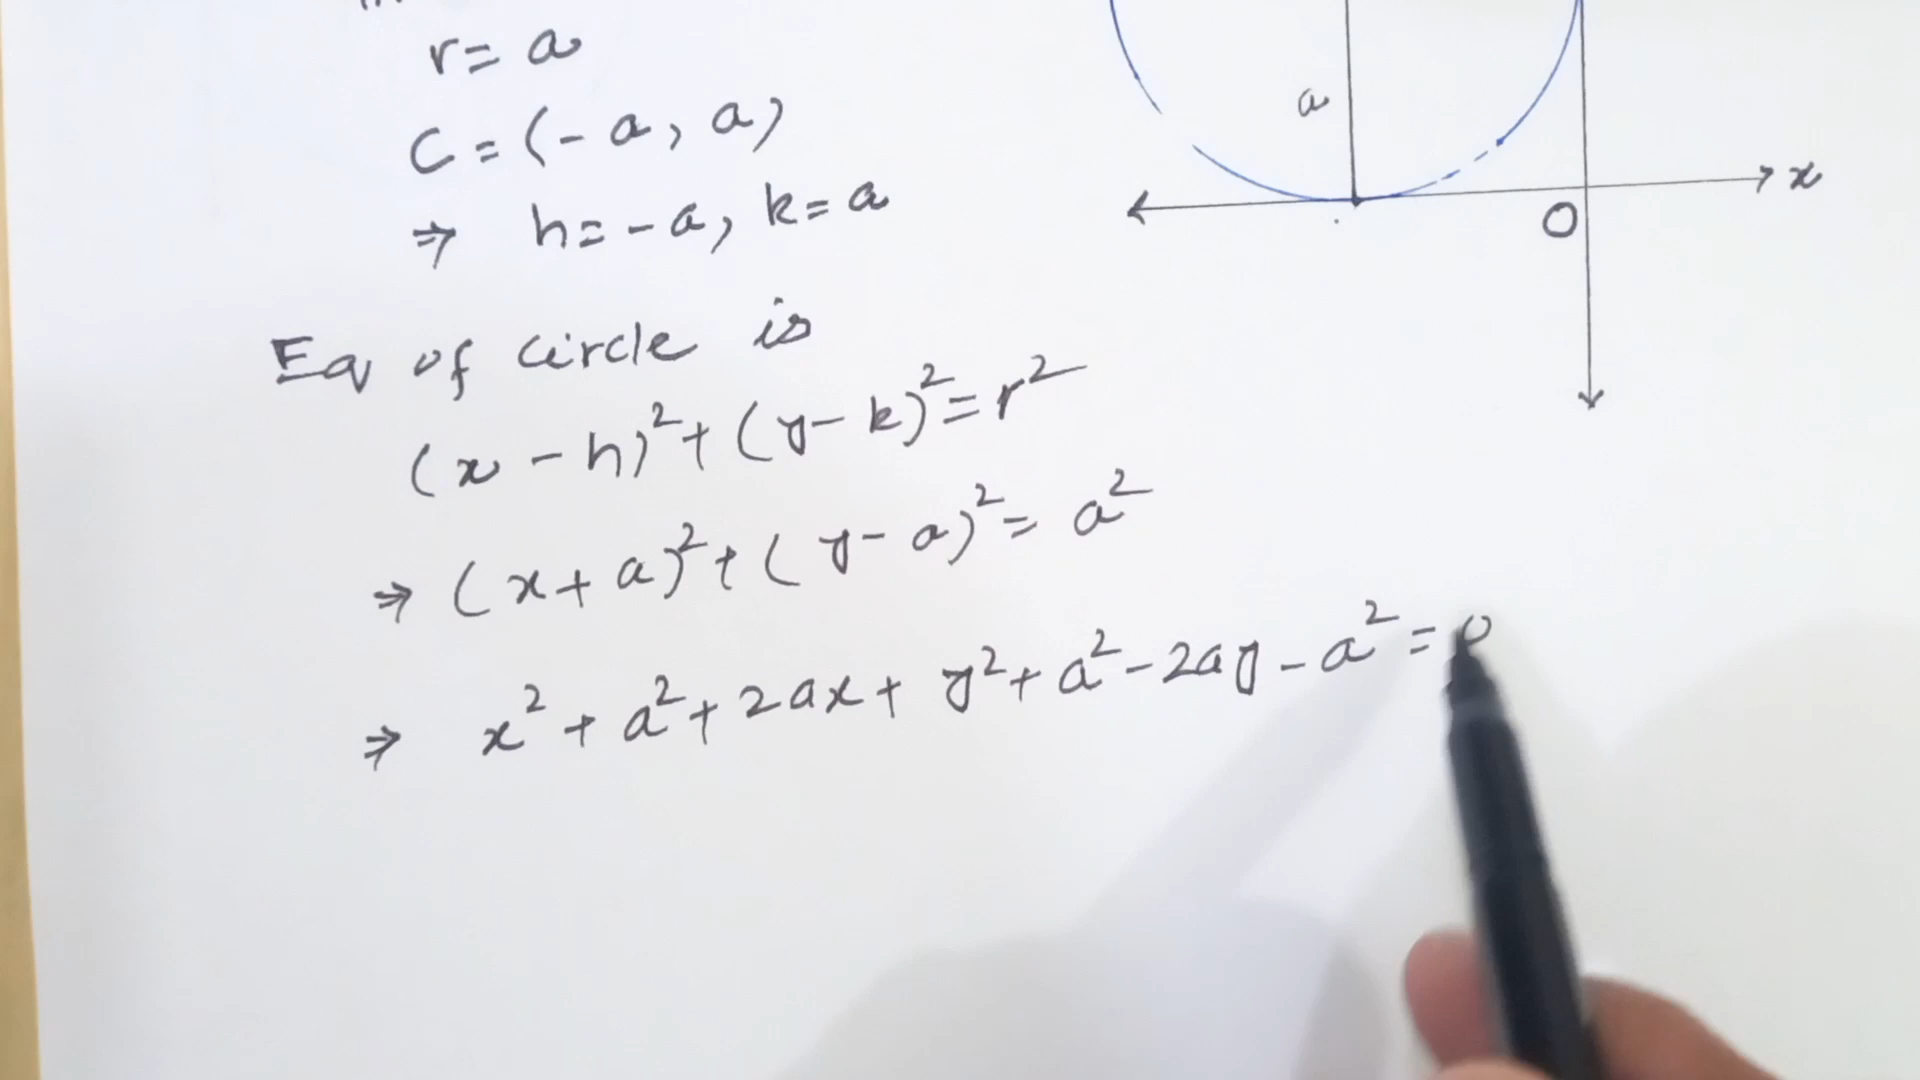 r = a
C = (-a, a)
⇒ h = -a, k = a
Eq of circle is
(x - h)² + (y - k)² = r²
⇒ (x + a)² + (y - a)² = a²
⇒ x² + a² + 2ax + y² + a² - 2ay - a² = 0
a
x
O